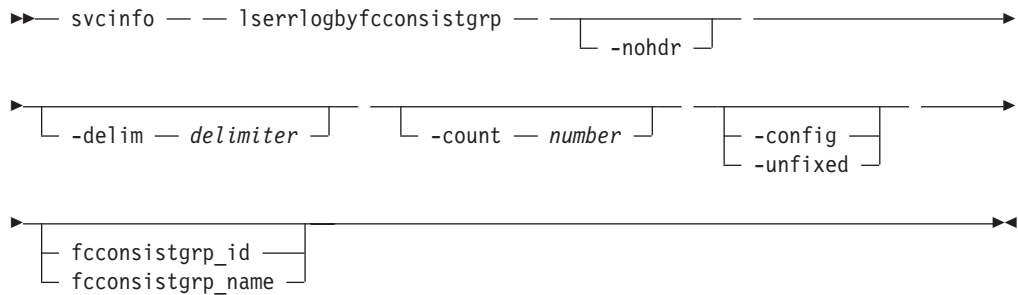 svcinfo lserrlogbyfcconsistgrp
-nohdr
-delim delimiter -count number -config
-unfixed
fcconsistgrp_id
fcconsistgrp_name